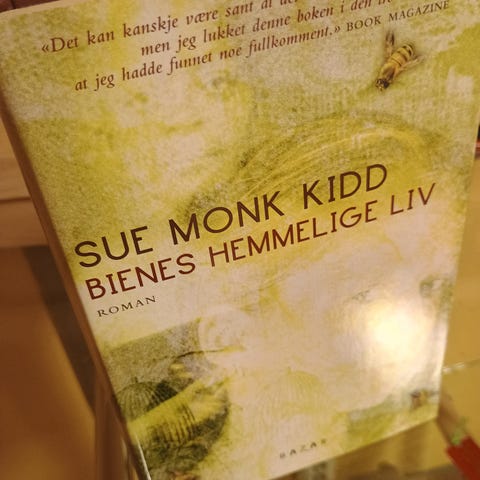 «Det kan kanskje være sant at det
men jeg lukket denne boken i den
at jeg hadde funnet noe fullkomment.» BOOK MAGAZINE
SUE MONK KIDD
BIENES HEMMELIGE LIV
ROMAN
BAZAR